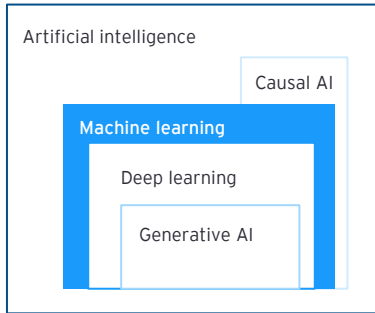 Artificial intelligence
Causal AI
Machine learning
Deep learning
Generative AI